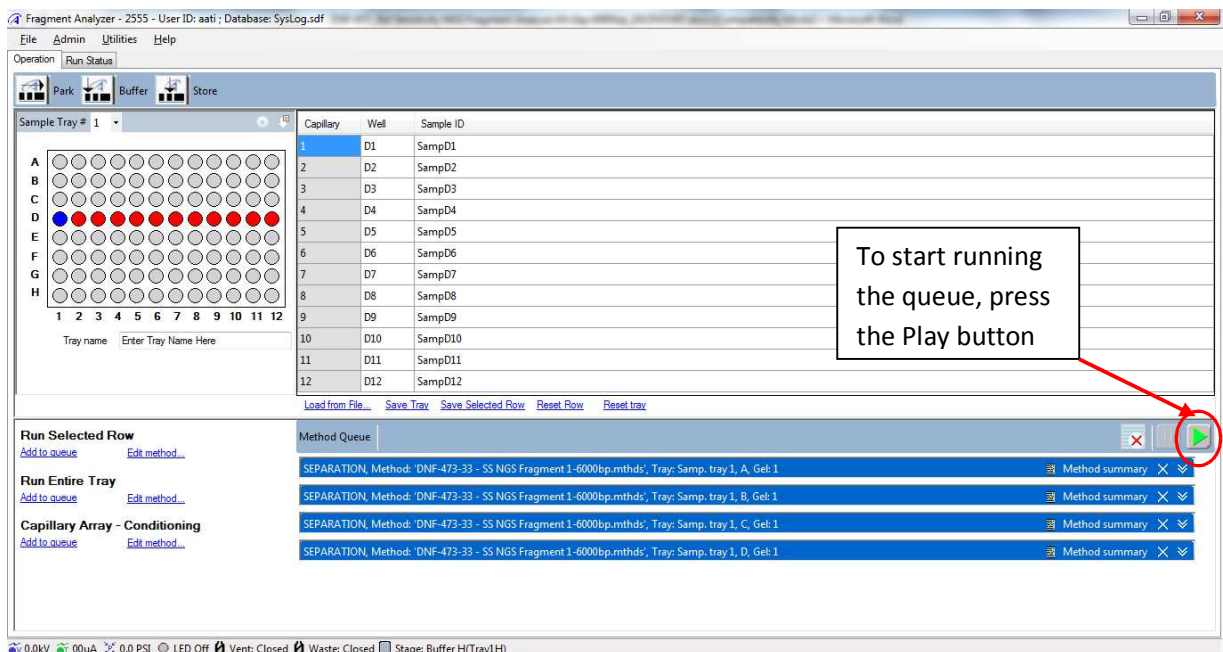 Fragment Analyzer - 2555 - User ID: aati ; Database: SysLog.sdf
File Admin Utilities Help
Operation Run Status
Park Buffer Store
Sample Tray # 1
Capillary Well Sample ID
1 D1 SampD1
2 D2 SampD2
3 D3 SampD3
4 D4 SampD4
5 D5 SampD5
6 D6 SampD6
7 D7 SampD7
8 D8 SampD8
9 D9 SampD9
10 D10 SampD10
11 D11 SampD11
12 D12 SampD12
A
B
C
D
E
F
G
H
1 2 3 4 5 6 7 8 9 10 11 12
Tray name Enter Tray Name Here
To start running
the queue, press
the Play button
Load from File... Save Tray Save Selected Row Reset Row Reset tray
Run Selected Row
Add to queue Edit method...
Run Entire Tray
Add to queue Edit method...
Capillary Array - Conditioning
Add to queue Edit method...
Method Queue
SEPARATION, Method: 'DNF-473-33 - SS NGS Fragment 1-6000bp.mthds', Tray: Samp. tray 1, A, Gel: 1 Method summary
SEPARATION, Method: 'DNF-473-33 - SS NGS Fragment 1-6000bp.mthds', Tray: Samp. tray 1, B, Gel: 1 Method summary
SEPARATION, Method: 'DNF-473-33 - SS NGS Fragment 1-6000bp.mthds', Tray: Samp. tray 1, C, Gel: 1 Method summary
SEPARATION, Method: 'DNF-473-33 - SS NGS Fragment 1-6000bp.mthds', Tray: Samp. tray 1, D, Gel: 1 Method summary
0.0kV 00uA 0.0 PSI LED Off Vent: Closed Waste: Closed Stage: Buffer H(Tray1H)